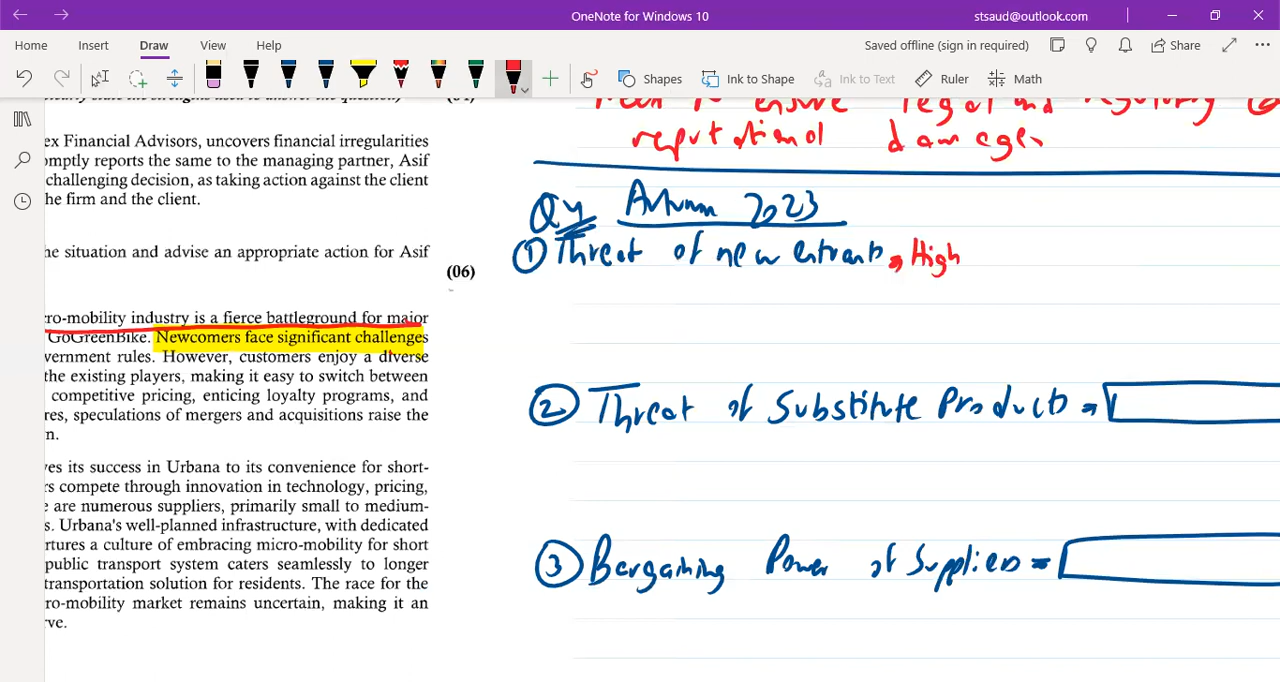 OneNote for Windows 10
stsaud@outlook.com
Home Insert Draw View Help
Saved offline (sign in required) Share
Shapes Ink to Shape Ink to Text Ruler Math
ex Financial Advisors, uncovers financial irregularities
omptly reports the same to the managing partner, Asif
challenging decision, as taking action against the client
he firm and the client.
he situation and advise an appropriate action for Asif
(06)
cro-mobility industry is a fierce battleground for major
GoGreenBike. Newcomers face significant challenges
vernment rules. However, customers enjoy a diverse
the existing players, making it easy to switch between
competitive pricing, enticing loyalty programs, and
res, speculations of mergers and acquisitions raise the
n.
ves its success in Urbana to its convenience for short-
rs compete through innovation in technology, pricing,
e are numerous suppliers, primarily small to medium-
s. Urbana's well-planned infrastructure, with dedicated
rtures a culture of embracing micro-mobility for short
public transport system caters seamlessly to longer
transportation solution for residents. The race for the
ro-mobility market remains uncertain, making it an
rve.
ensure legal and
reputational damages
Q4 Autumn 2023
① Threat of new entrants → High
② Threat of Substitute Products →
③ Bergaining Power of Suppliers →